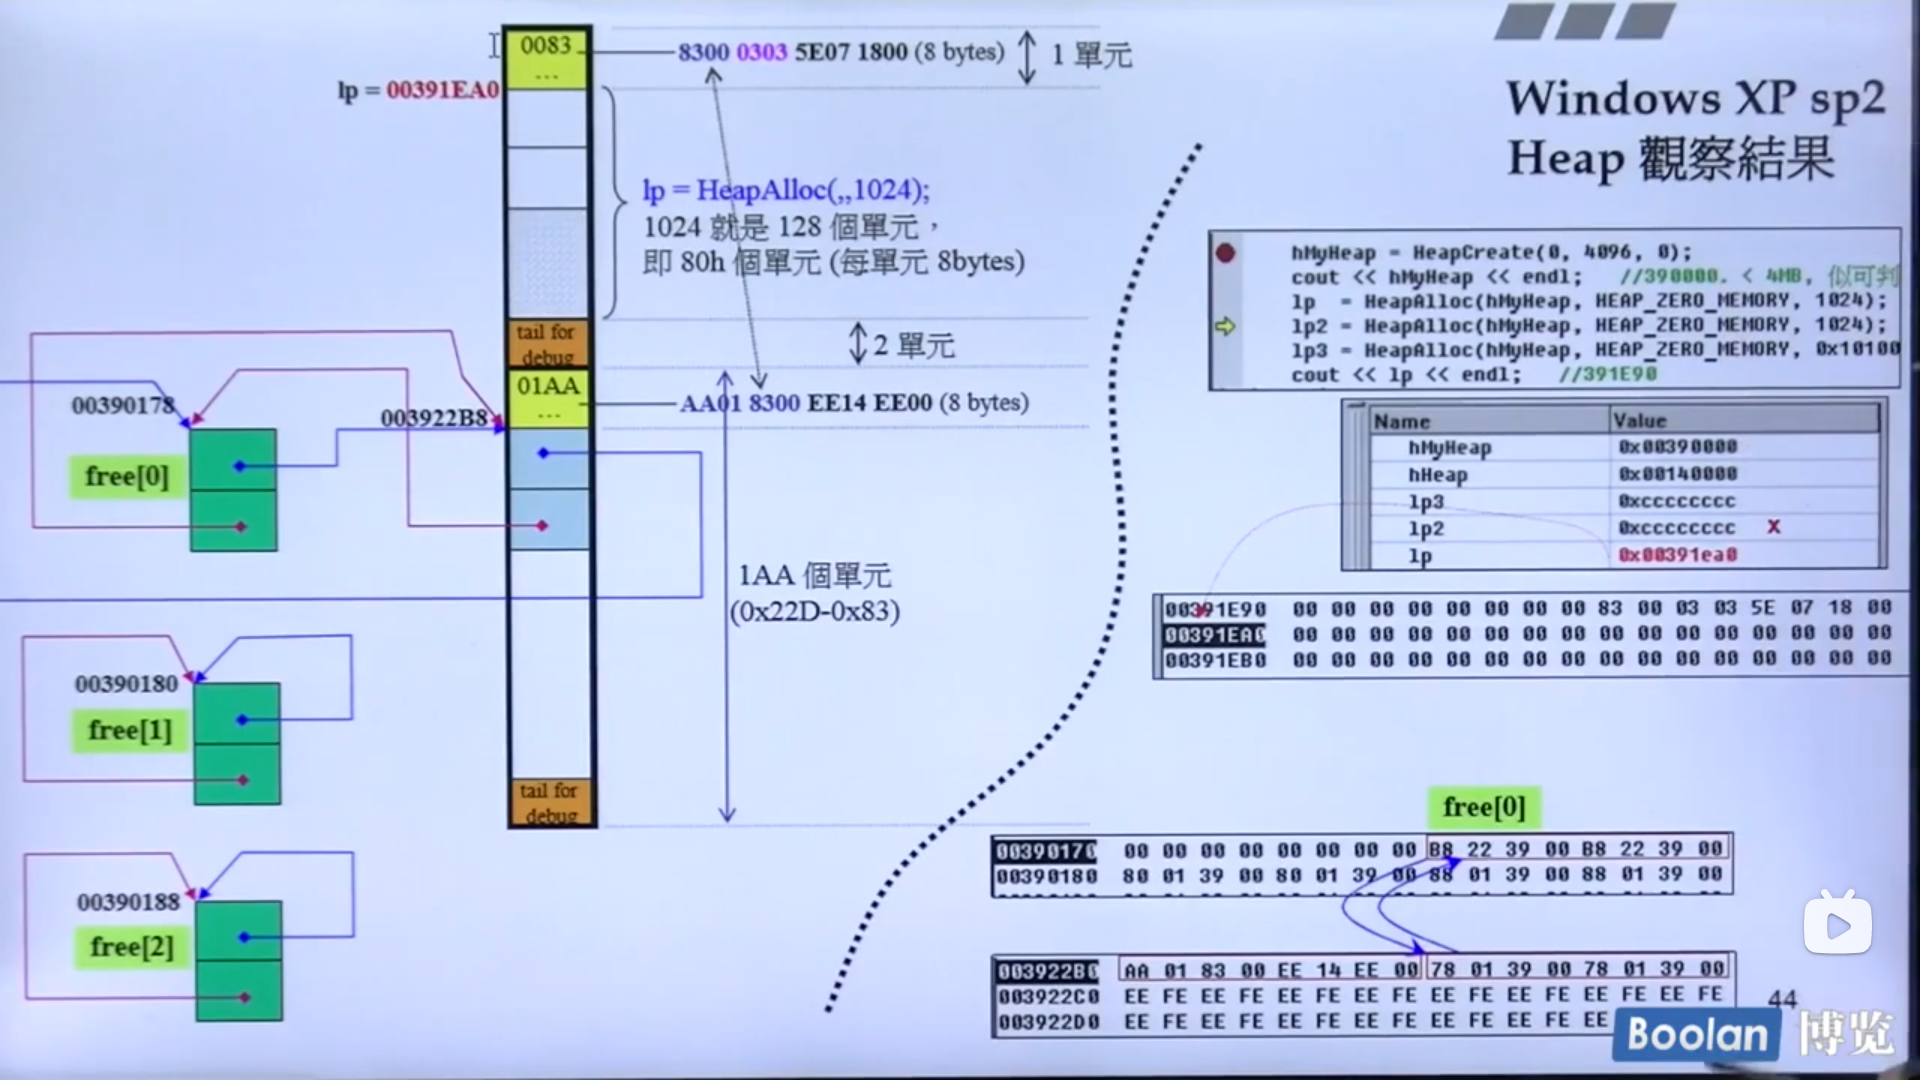 Windows XP sp2
Heap 觀察結果
0083
...
8300 0303 5E07 1800 (8 bytes)
1 單元
lp = 00391EA0
lp = HeapAlloc(,,1024);
1024 就是 128 個單元，
即 80h 個單元 (每單元 8bytes)
tail for
debug
2 單元
01AA
...
AA01 8300 EE14 EE00 (8 bytes)
003922B8
00390178
free[0]
1AA 個單元
(0x22D-0x83)
00390180
free[1]
tail for
debug
00390188
free[2]
hMyHeap = HeapCreate(0, 4096, 0);
cout << hMyHeap << endl; //390000. < 4MB, 似可判
lp = HeapAlloc(hMyHeap, HEAP_ZERO_MEMORY, 1024);
lp2 = HeapAlloc(hMyHeap, HEAP_ZERO_MEMORY, 1024);
lp3 = HeapAlloc(hMyHeap, HEAP_ZERO_MEMORY, 0x10100
cout << lp << endl; //391E90
Name Value
hMyHeap 0x00390000
hHeap 0x00140000
lp3 0xcccccccc
lp2 0xcccccccc X
lp 0x00391ea0
00391E90 00 00 00 00 00 00 00 00 83 00 03 03 5E 07 18 00
00391EA0 00 00 00 00 00 00 00 00 00 00 00 00 00 00 00 00
00391EB0 00 00 00 00 00 00 00 00 00 00 00 00 00 00 00 00
free[0]
00390170 00 00 00 00 00 00 00 00 B8 22 39 00 B8 22 39 00
00390180 80 01 39 00 80 01 39 00 88 01 39 00 88 01 39 00
003922B0 AA 01 83 00 EE 14 EE 00 78 01 39 00 78 01 39 00
003922C0 EE FE EE FE EE FE EE FE EE FE EE FE EE FE EE FE
003922D0 EE FE EE FE EE FE EE FE EE FE EE FE EE
44
Boolan 博览